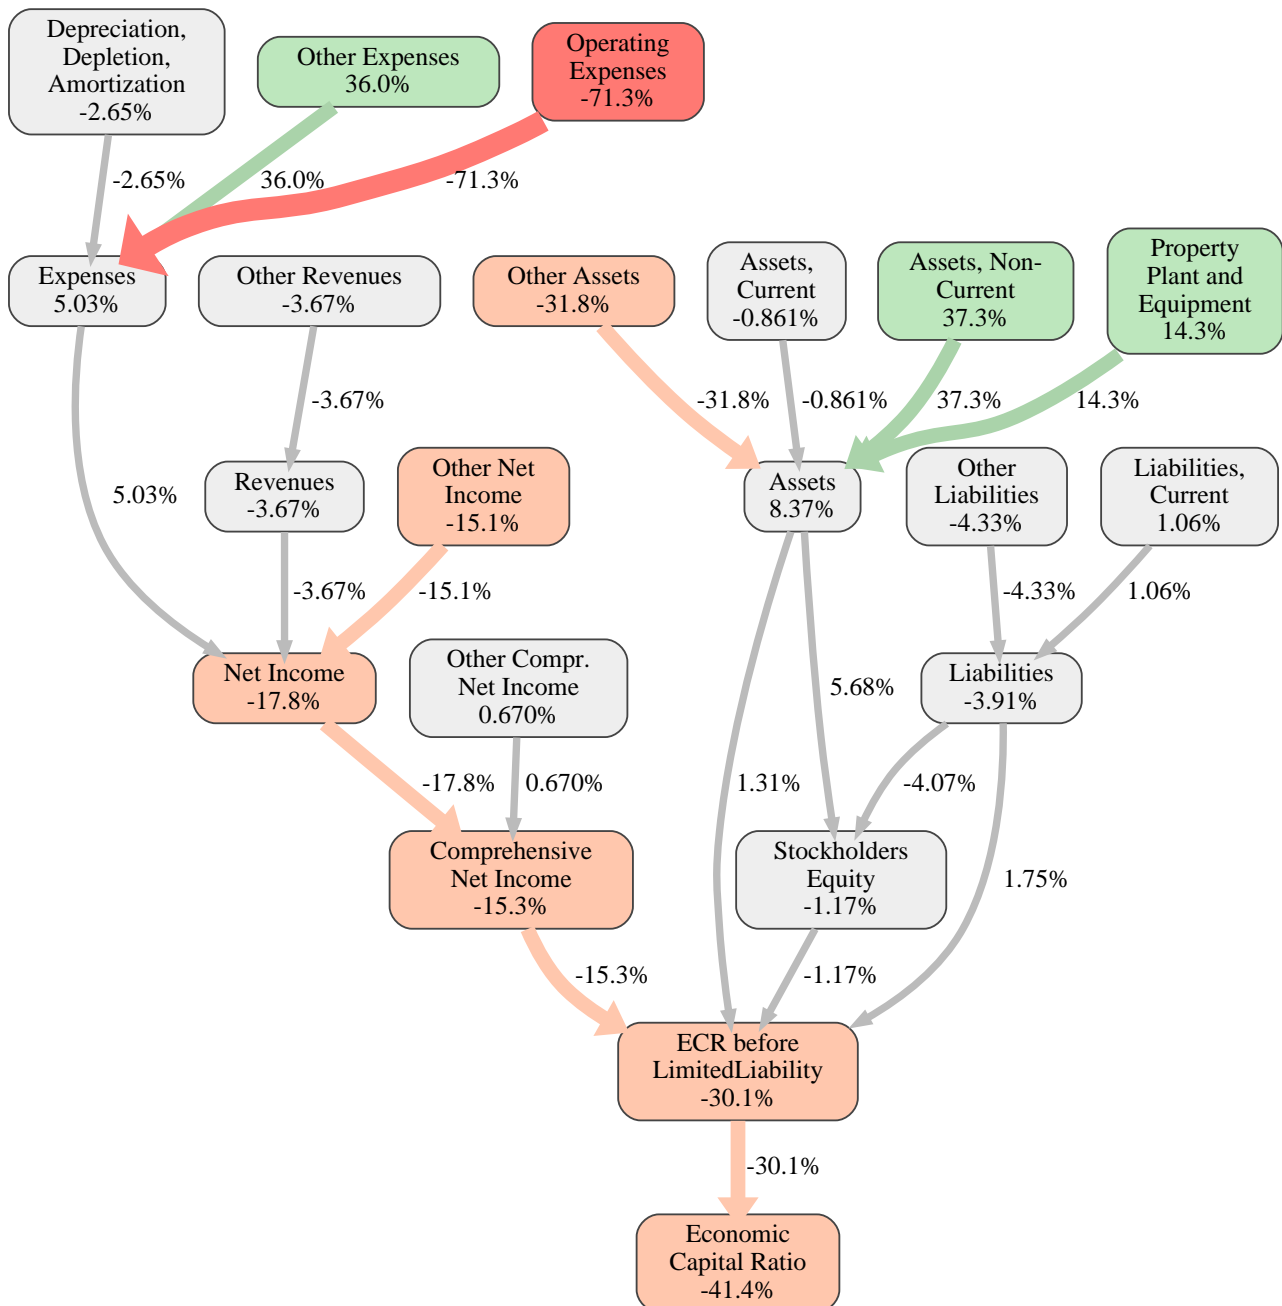 Depreciation,
Depletion,
Amortization
-2.65%
Other Expenses
36.0%
Operating
Expenses
-71.3%
-2.65%
36.0%
-71.3%
Expenses
5.03%
Other Revenues
-3.67%
Other Assets
-31.8%
Assets,
Current
-0.861%
Assets, Non-
Current
37.3%
Property
Plant and
Equipment
14.3%
-3.67%
-31.8%
-0.861%
37.3%
14.3%
5.03%
Revenues
-3.67%
Other Net
Income
-15.1%
Assets
8.37%
Other
Liabilities
-4.33%
Liabilities,
Current
1.06%
-3.67%
-15.1%
-4.33%
1.06%
Net Income
-17.8%
Other Compr.
Net Income
0.670%
5.68%
Liabilities
-3.91%
-17.8%
0.670%
1.31%
-4.07%
Comprehensive
Net Income
-15.3%
Stockholders
Equity
-1.17%
1.75%
-15.3%
-1.17%
ECR before
LimitedLiability
-30.1%
-30.1%
Economic
Capital Ratio
-41.4%